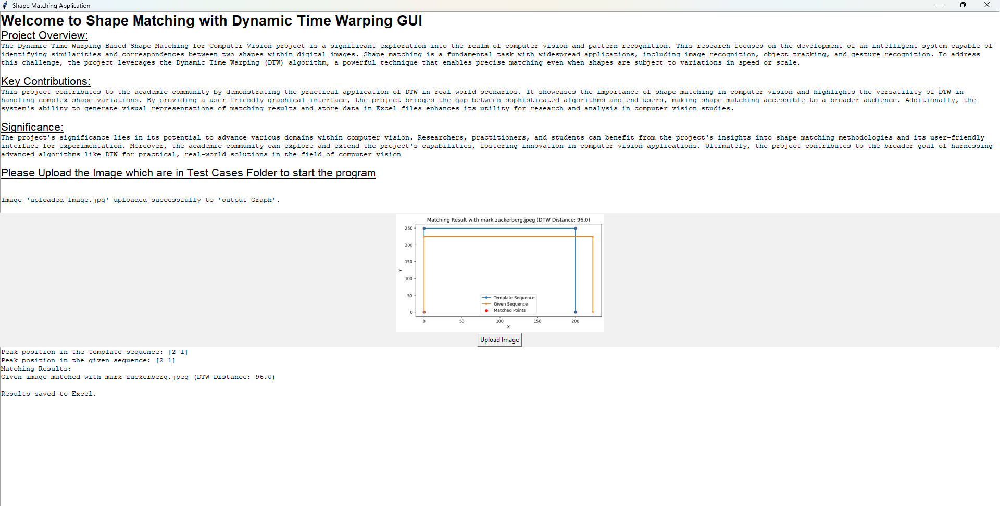 Shape Matching Application
Welcome to Shape Matching with Dynamic Time Warping GUI
Project Overview:
The Dynamic Time Warping-Based Shape Matching for Computer Vision project is a significant exploration into the realm of computer vision and pattern recognition. This research focuses on the development of an intelligent system capable of
identifying similarities and correspondences between two shapes within digital images. Shape matching is a fundamental task with widespread applications, including image recognition, object tracking, and gesture recognition. To address
this challenge, the project leverages the Dynamic Time Warping (DTW) algorithm, a powerful technique that enables precise matching even when shapes are subject to variations in speed or scale.
Key Contributions:
This project contributes to the academic community by demonstrating the practical application of DTW in real-world scenarios. It showcases the importance of shape matching in computer vision and highlights the versatility of DTW in
handling complex shape variations. By providing a user-friendly graphical interface, the project bridges the gap between sophisticated algorithms and end-users, making shape matching accessible to a broader audience. Additionally, the
system's ability to generate visual representations of matching results and store data in Excel files enhances its utility for research and analysis in computer vision studies.
Significance:
The project's significance lies in its potential to advance various domains within computer vision. Researchers, practitioners, and students can benefit from the project's insights into shape matching methodologies and its user-friendly
interface for experimentation. Moreover, the academic community can explore and extend the project's capabilities, fostering innovation in computer vision applications. Ultimately, the project contributes to the broader goal of harnessing
advanced algorithms like DTW for practical, real-world solutions in the field of computer vision
Please Upload the Image which are in Test Cases Folder to start the program
Image 'uploaded_Image.jpg' uploaded successfully to 'output_Graph'.
Matching Result with mark zuckerberg.jpeg (DTW Distance: 96.0)
250
200
150
100
50
0
Y
Template Sequence
Given Sequence
Matched Points
0 50 100 150 200
X
Upload Image
Peak position in the template sequence: [2 1]
Peak position in the given sequence: [2 1]
Matching Results:
Given image matched with mark zuckerberg.jpeg (DTW Distance: 96.0)
Results saved to Excel.